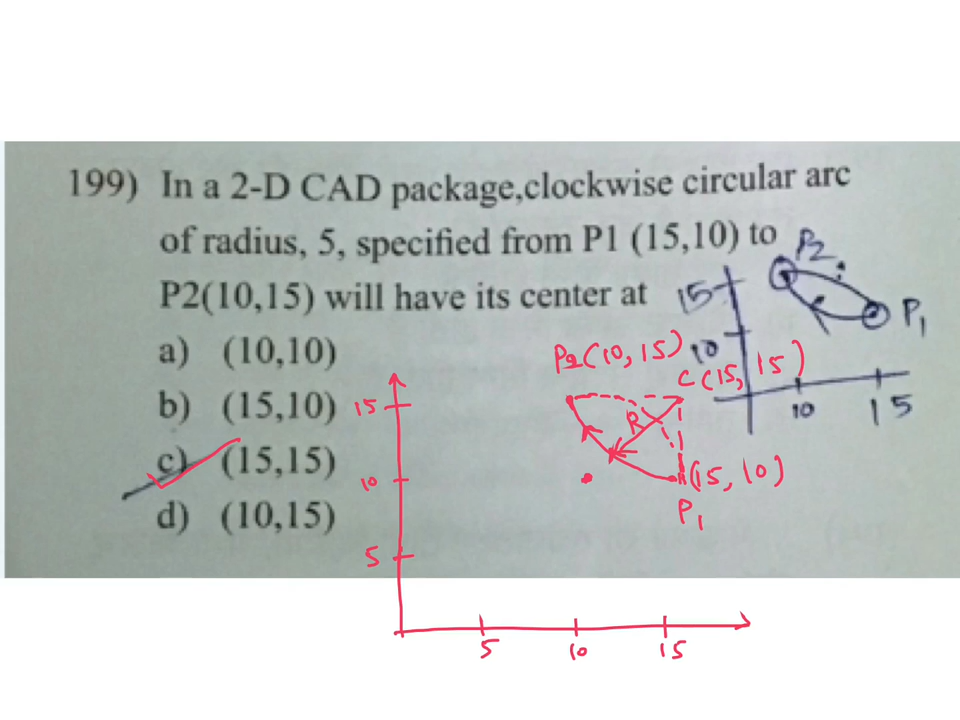 199) In a 2-D CAD package,clockwise circular arc
of radius, 5, specified from P1 (15,10) to
P2(10,15) will have its center at
a) (10,10)
b) (15,10)
c) (15,15)
d) (10,15)
P2
15
P1
10
10 15
P2(10,15)
C(15,15)
15
R
10
(15,10)
P1
5
5 10 15